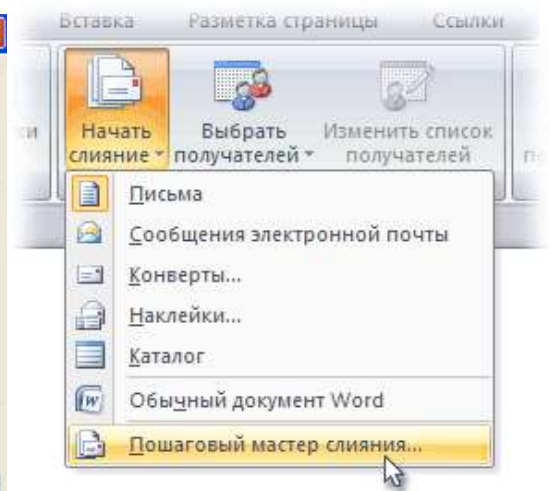 Вставка Разметка страницы Ссылки
Начать слияние
Выбрать получателей
Изменить список получателей
Письма
Сообщения электронной почты
Конверты...
Наклейки...
Каталог
Обычный документ Word
Пошаговый мастер слияния...